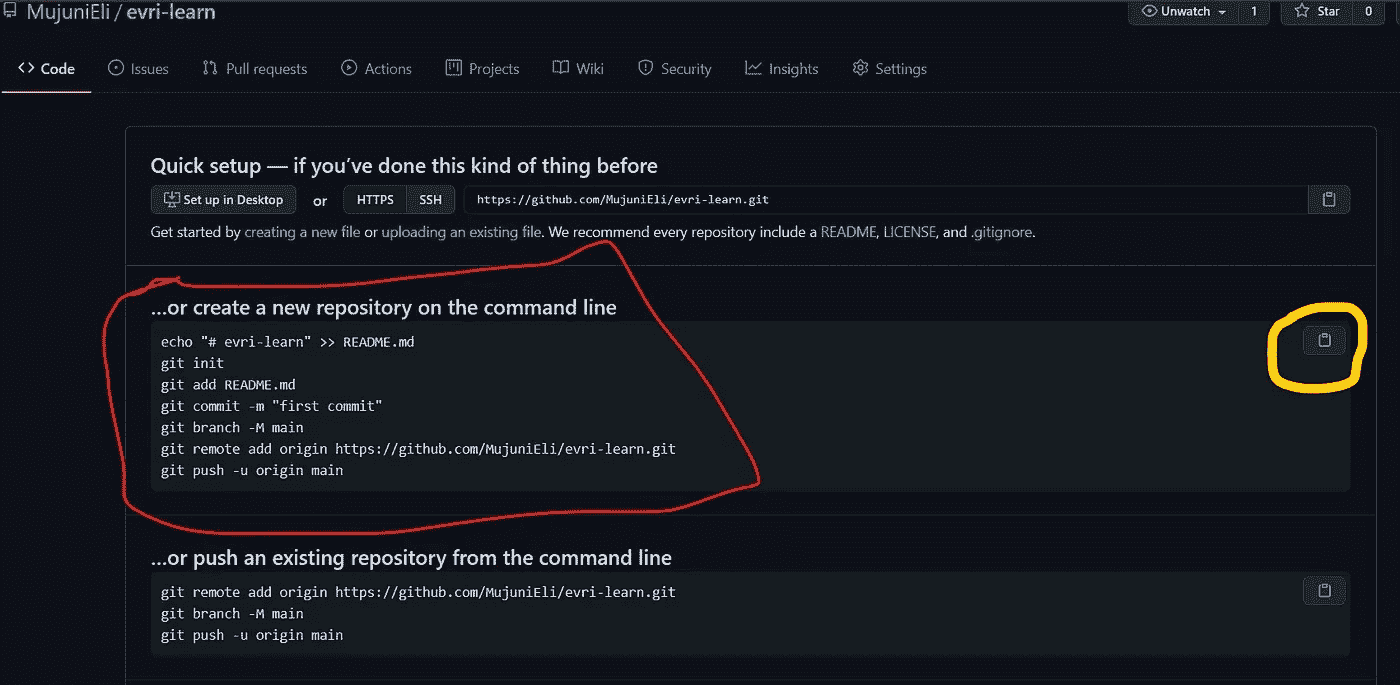 MujuniEli / evri-learn
Unwatch 1 Star 0
Code Issues Pull requests Actions Projects Wiki Security Insights Settings
Quick setup — if you’ve done this kind of thing before
Set up in Desktop or HTTPS SSH https://github.com/MujuniEli/evri-learn.git
Get started by creating a new file or uploading an existing file. We recommend every repository include a README, LICENSE, and .gitignore.
…or create a new repository on the command line
echo "# evri-learn" >> README.md
git init
git add README.md
git commit -m "first commit"
git branch -M main
git remote add origin https://github.com/MujuniEli/evri-learn.git
git push -u origin main
…or push an existing repository from the command line
git remote add origin https://github.com/MujuniEli/evri-learn.git
git branch -M main
git push -u origin main